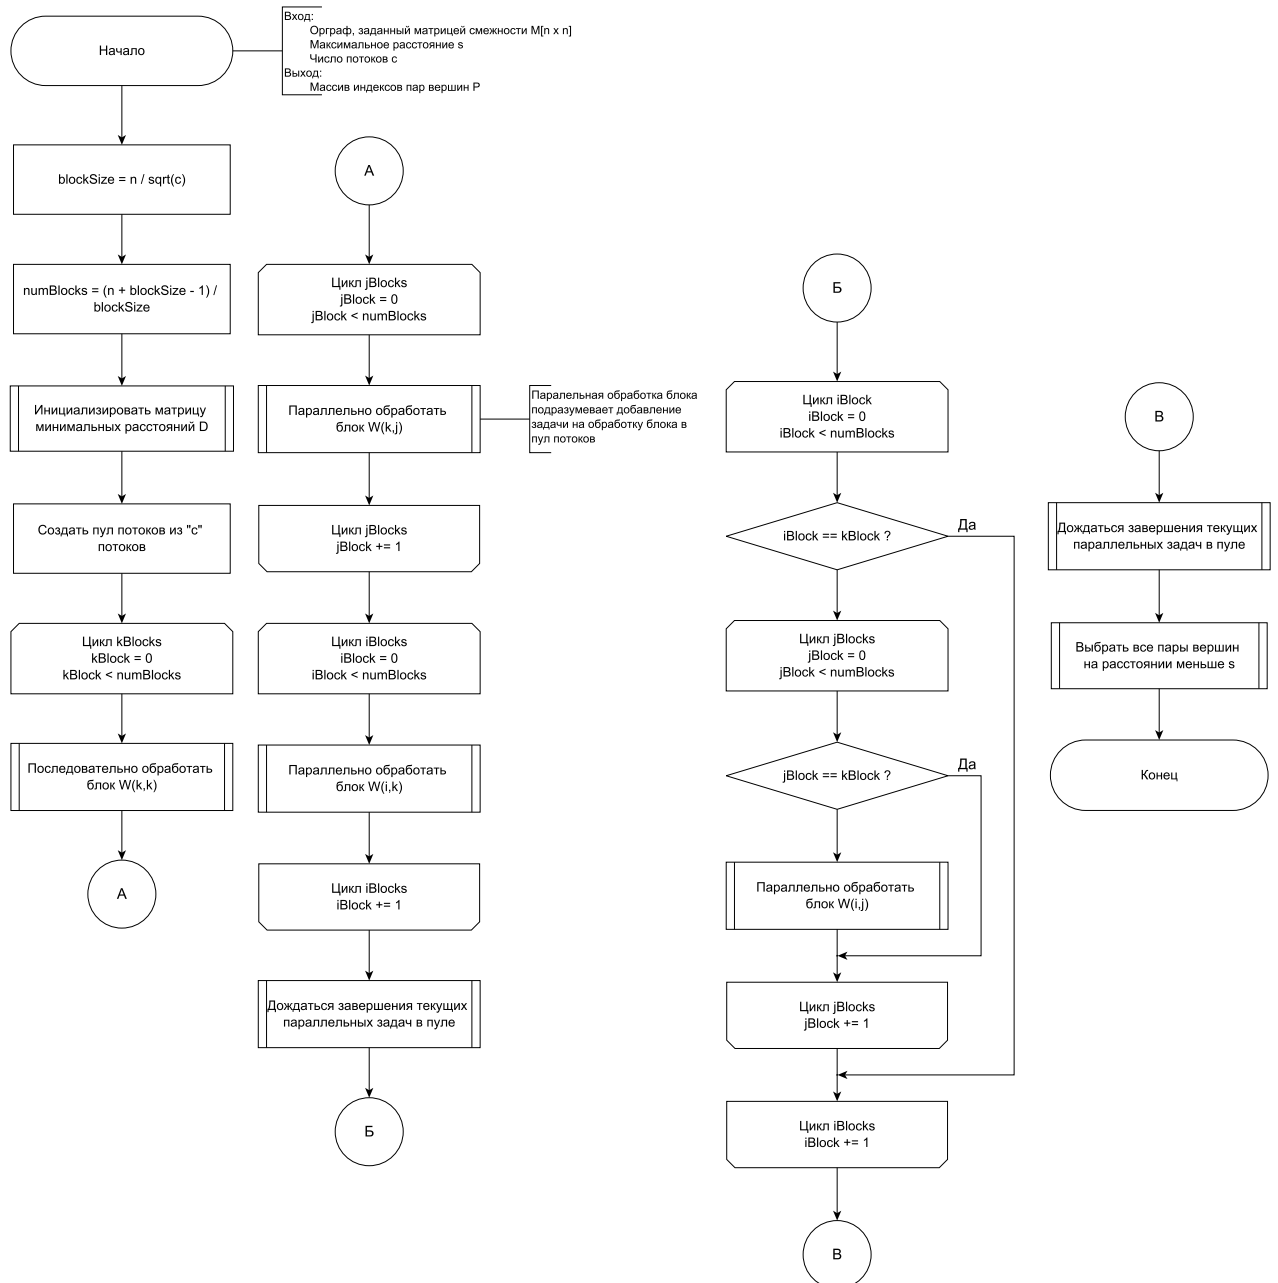 Начало
Вход:
Орграф, заданный матрицей смежности M[n x n]
Максимальное расстояние s
Число потоков c
Выход:
Массив индексов пар вершин P
blockSize = n / sqrt(c)
numBlocks = (n + blockSize - 1) /
blockSize
Инициализировать матрицу
минимальных расстояний D
Создать пул потоков из "c"
потоков
Цикл kBlocks
kBlock = 0
kBlock < numBlocks
Последовательно обработать
блок W(k,k)
А
А
Цикл jBlocks
jBlock = 0
jBlock < numBlocks
Параллельно обработать
блок W(k,j)
Паралельная обработка блока
подразумевает добавление
задачи на обработку блока в
пул потоков
Цикл jBlocks
jBlock += 1
Цикл iBlocks
iBlock = 0
iBlock < numBlocks
Параллельно обработать
блок W(i,k)
Цикл iBlocks
iBlock += 1
Дождаться завершения текущих
параллельных задач в пуле
Б
Б
Цикл iBlock
iBlock = 0
iBlock < numBlocks
iBlock == kBlock ?
Да
Цикл jBlocks
jBlock = 0
jBlock < numBlocks
jBlock == kBlock ?
Да
Параллельно обработать
блок W(i,j)
Цикл jBlocks
jBlock += 1
Цикл iBlocks
iBlock += 1
В
В
Дождаться завершения текущих
параллельных задач в пуле
Выбрать все пары вершин
на расстоянии меньше s
Конец